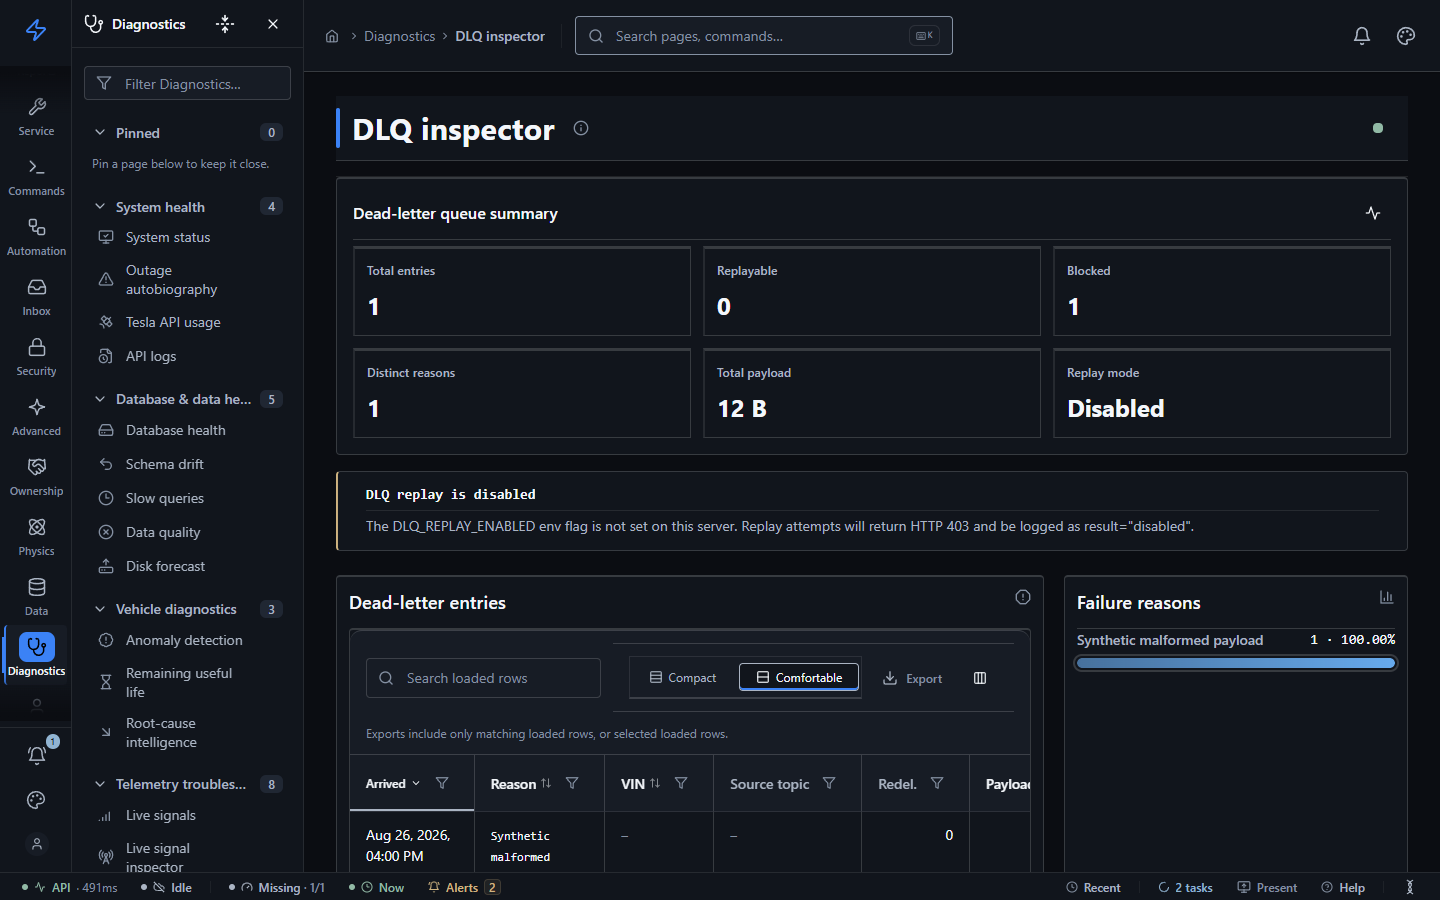 Service
Commands
Automation
Inbox
Security
Advanced
Ownership
Physics
Data
Diagnostics
1
Diagnostics
Filter Diagnostics...
Pinned 0
Pin a page below to keep it close.
System health 4
System status
Outage
autobiography
Tesla API usage
API logs
Database & data he... 5
Database health
Schema drift
Slow queries
Data quality
Disk forecast
Vehicle diagnostics 3
Anomaly detection
Remaining useful
life
Root-cause
intelligence
Telemetry troubles... 8
Live signals
Live signal
inspector
Diagnostics DLQ inspector
Search pages, commands... K
DLQ inspector
Dead-letter queue summary
Total entries
1
Replayable
0
Blocked
1
Distinct reasons
1
Total payload
12 B
Replay mode
Disabled
DLQ replay is disabled
The DLQ_REPLAY_ENABLED env flag is not set on this server. Replay attempts will return HTTP 403 and be logged as result="disabled".
Dead-letter entries
Search loaded rows
Compact Comfortable Export
Exports include only matching loaded rows, or selected loaded rows.
Arrived Reason VIN Source topic Redel. Payload
Aug 26, 2026,
04:00 PM
Synthetic
malformed
–
–
0
Failure reasons
Synthetic malformed payload 1 · 100.00%
API · 491ms Idle Missing · 1/1 Now Alerts 2 Recent 2 tasks Present Help